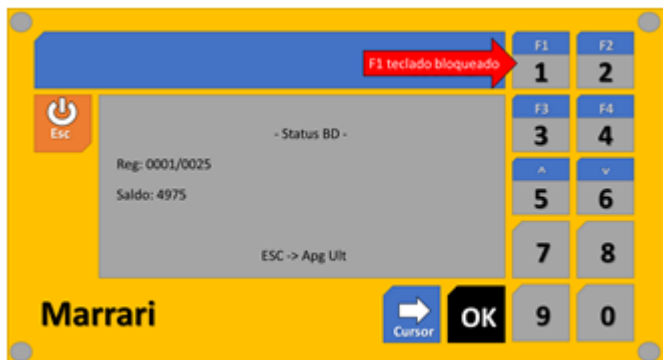 F1 teclado bloqueado
F1
1
F2
2
Esc
- Status BD -
Reg: 0001/0025
Saldo: 4975
ESC -> Apg Ult
F3
3
F4
4
^
5
v
6
7
8
Marrari
Cursor
OK
9
0